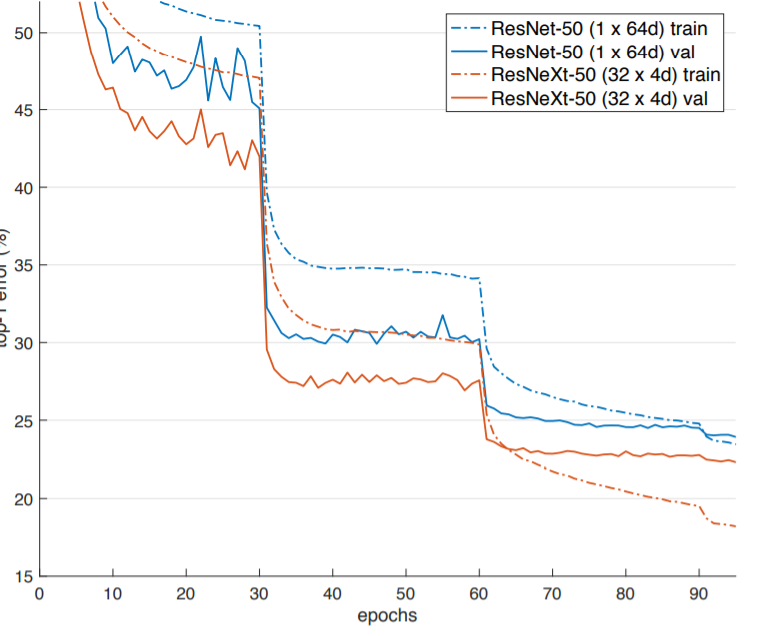 ResNet-50 (1 x 64d) train
ResNet-50 (1 x 64d) val
ResNeXt-50 (32 x 4d) train
ResNeXt-50 (32 x 4d) val
50
45
40
35
30
25
20
15
top-1 error (%)
0 10 20 30 40 50 60 70 80 90
epochs